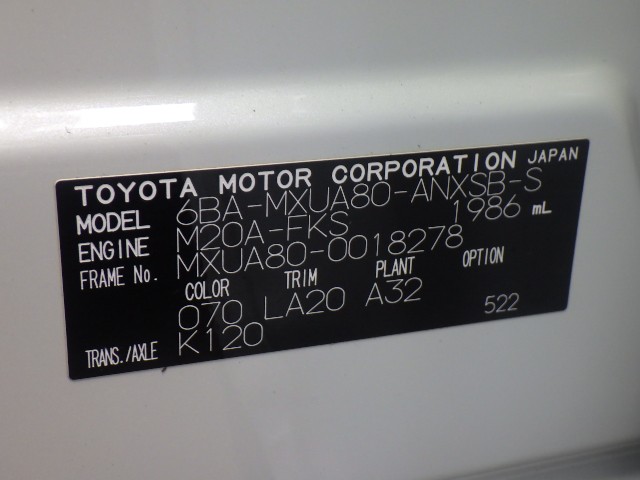 TOYOTA MOTOR CORPORATION JAPAN
MODEL 6BA-MXUA80-ANXSB-S
ENGINE M20A-FKS 1986 mL
FRAME No. MXUA80-0018278
COLOR TRIM PLANT OPTION
070 LA20 A32 522
TRANS./AXLE K120